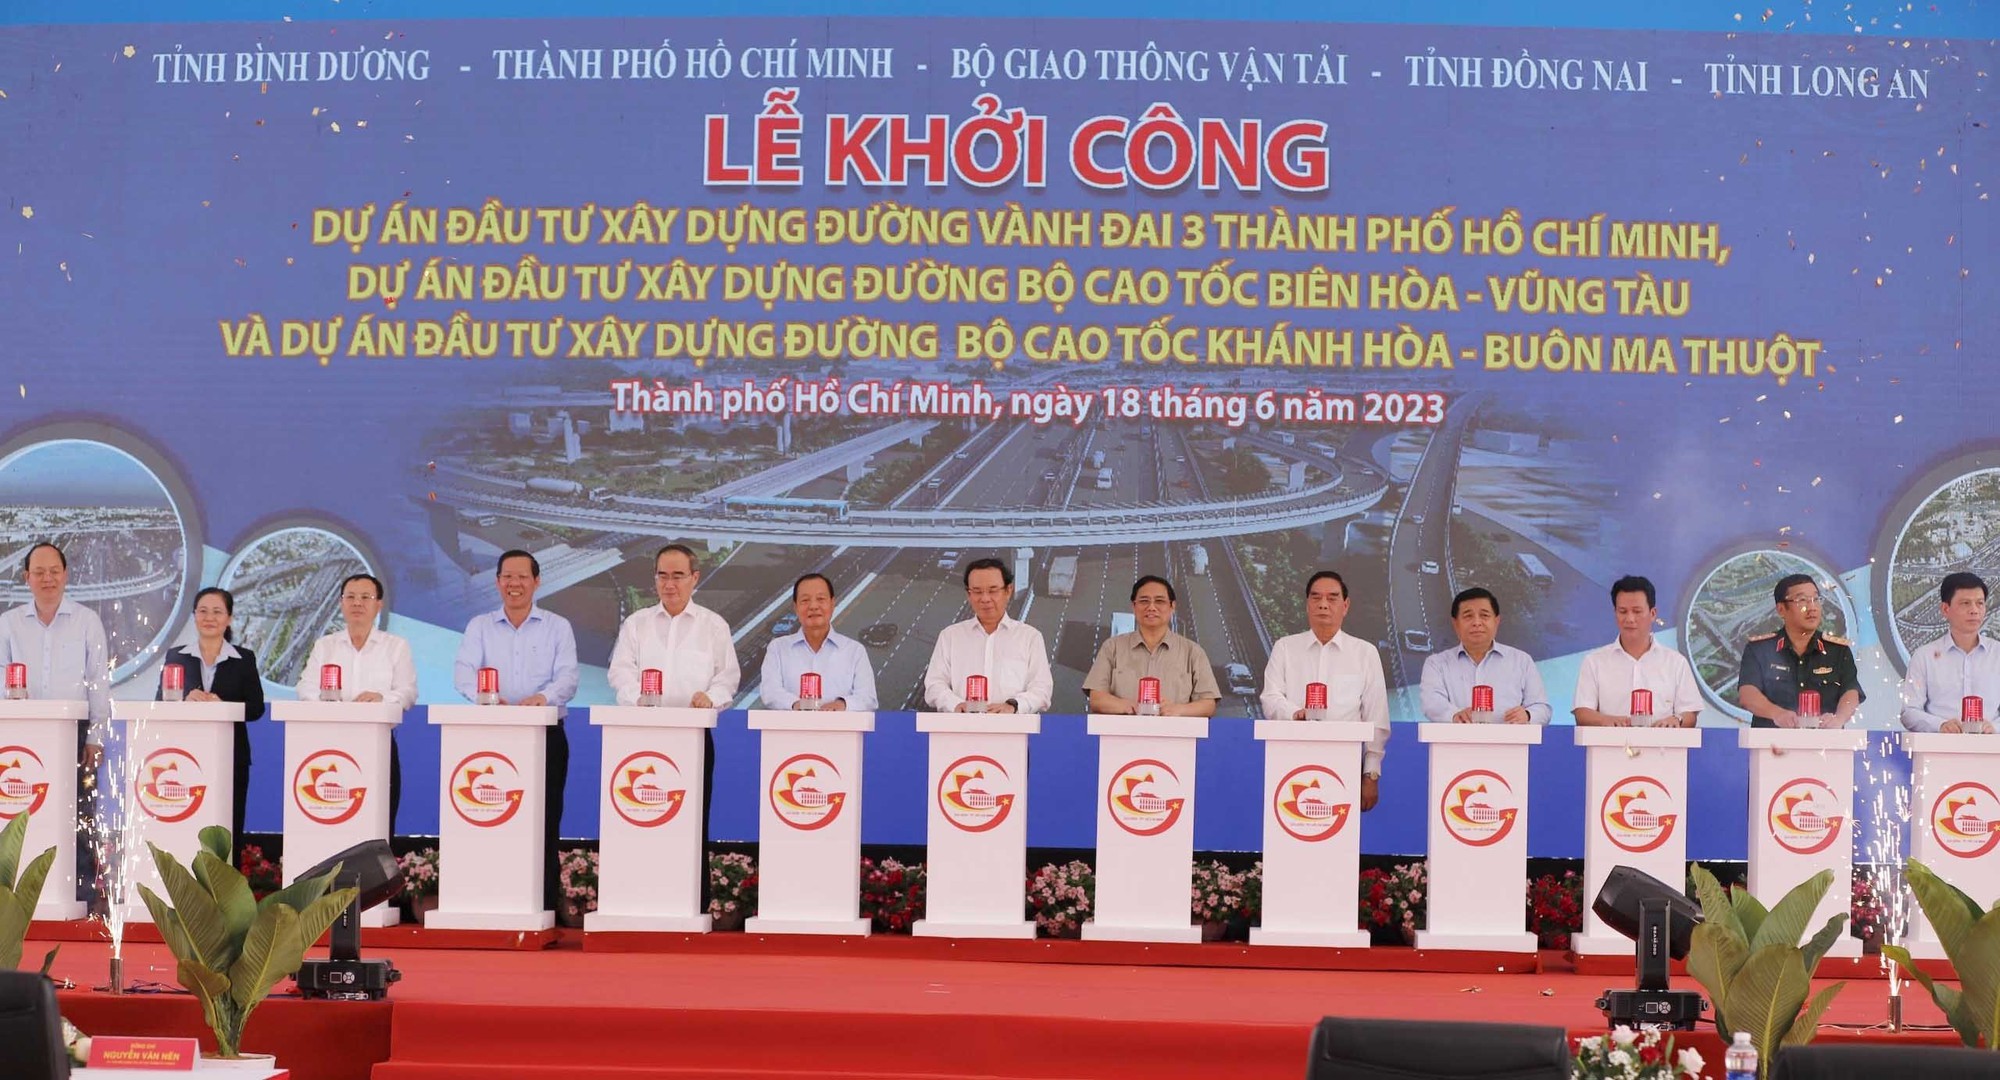 TỈNH BÌNH DƯƠNG - THÀNH PHỐ HỒ CHÍ MINH - BỘ GIAO THÔNG VẬN TẢI - TỈNH ĐỒNG NAI - TỈNH LONG AN
LỄ KHỞI CÔNG
DỰ ÁN ĐẦU TƯ XÂY DỰNG ĐƯỜNG VÀNH ĐAI 3 THÀNH PHỐ HỒ CHÍ MINH,
DỰ ÁN ĐẦU TƯ XÂY DỰNG ĐƯỜNG BỘ CAO TỐC BIÊN HÒA - VŨNG TÀU
VÀ DỰ ÁN ĐẦU TƯ XÂY DỰNG ĐƯỜNG BỘ CAO TỐC KHÁNH HÒA - BUÔN MA THUỘT
Thành phố Hồ Chí Minh, ngày 18 tháng 6 năm 2023
ĐỒNG CHÍ
NGUYỄN VĂN NÊN